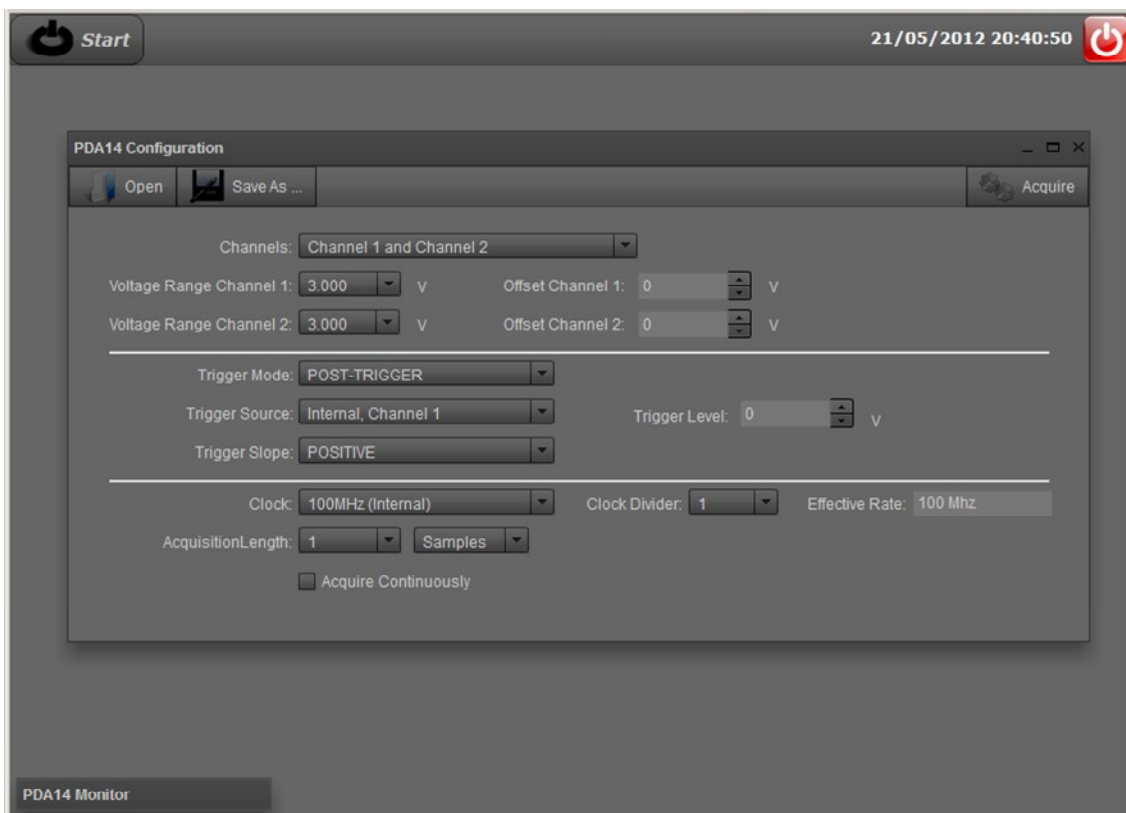 Start 21/05/2012 20:40:50
PDA14 Configuration
Open Save As ... Acquire
Channels: Channel 1 and Channel 2
Voltage Range Channel 1: 3.000 V Offset Channel 1: 0 V
Voltage Range Channel 2: 3.000 V Offset Channel 2: 0 V
Trigger Mode: POST-TRIGGER
Trigger Source: Internal, Channel 1 Trigger Level: 0 V
Trigger Slope: POSITIVE
Clock: 100MHz (Internal) Clock Divider: 1 Effective Rate: 100 Mhz
AcquisitionLength: 1 Samples
Acquire Continuously
PDA14 Monitor